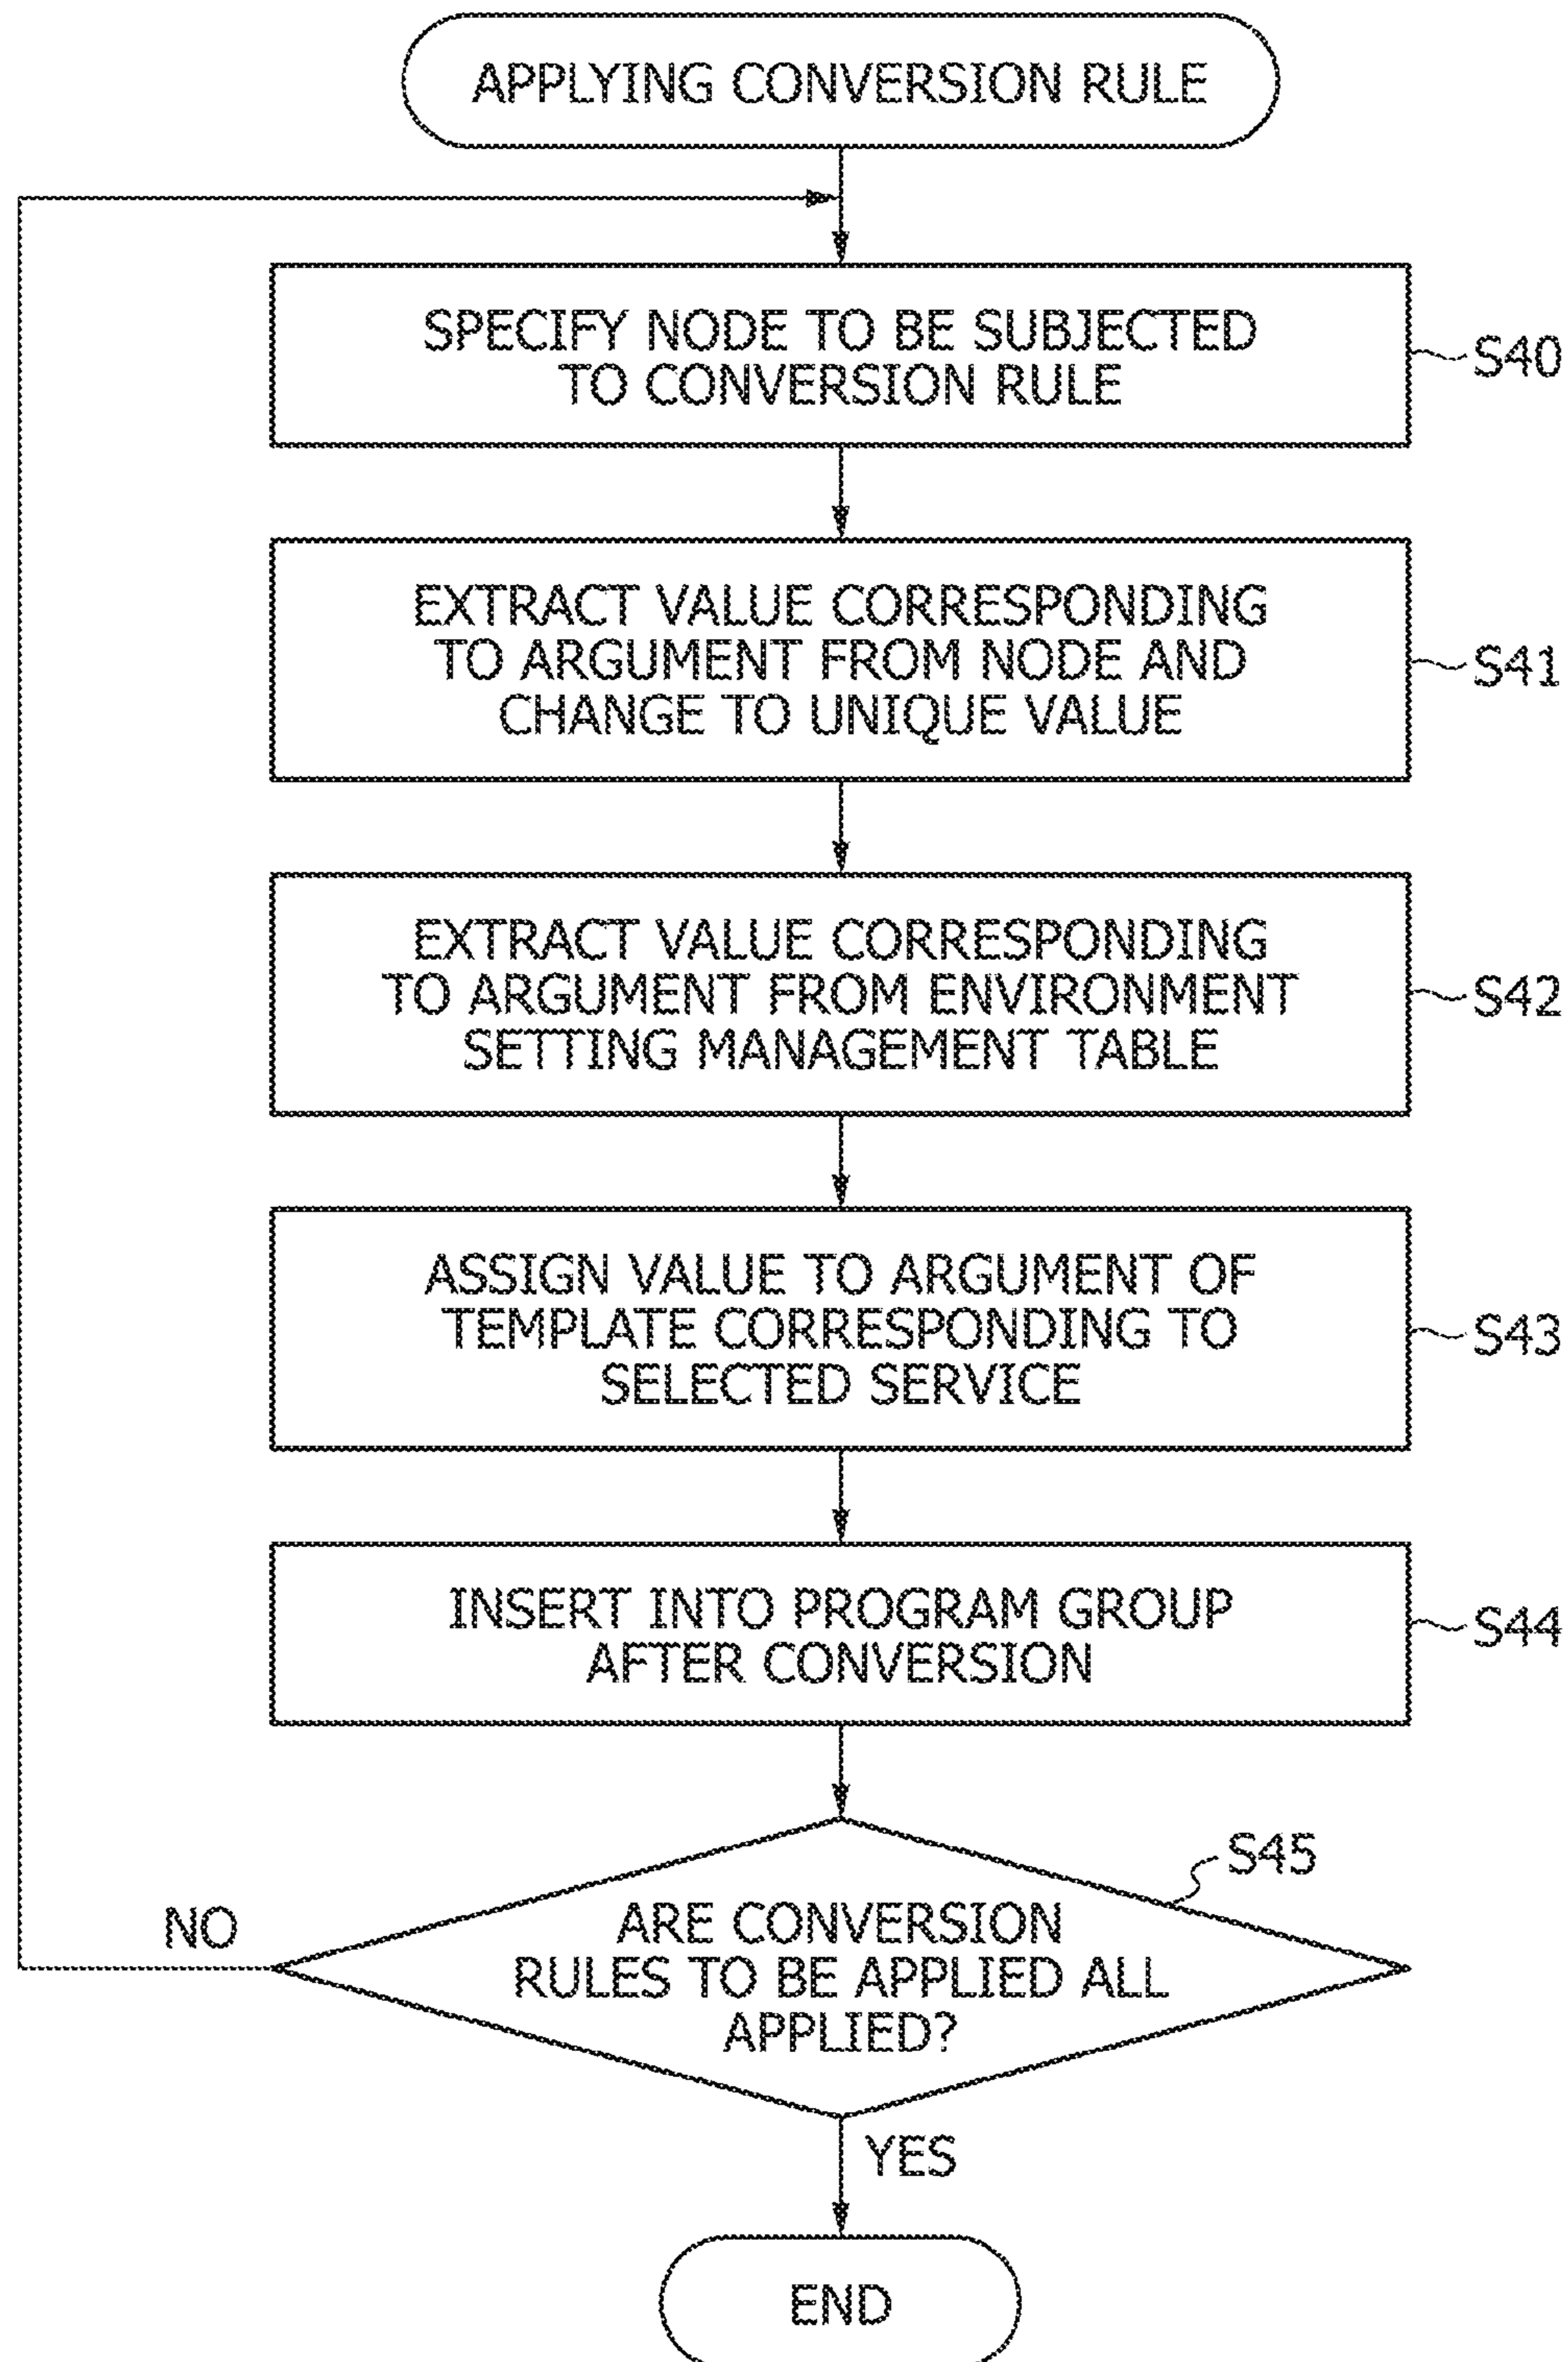 APPLYING CONVERSION RULE
SPECIFY NODE TO BE SUBJECTED
TO CONVERSION RULE
S40
EXTRACT VALUE CORRESPONDING
TO ARGUMENT FROM NODE AND
CHANGE TO UNIQUE VALUE
S41
EXTRACT VALUE CORRESPONDING
TO ARGUMENT FROM ENVIRONMENT
SETTING MANAGEMENT TABLE
S42
ASSIGN VALUE TO ARGUMENT OF
TEMPLATE CORRESPONDING TO
SELECTED SERVICE
S43
INSERT INTO PROGRAM GROUP
AFTER CONVERSION
S44
S45
ARE CONVERSION
RULES TO BE APPLIED ALL
APPLIED?
NO
YES
END